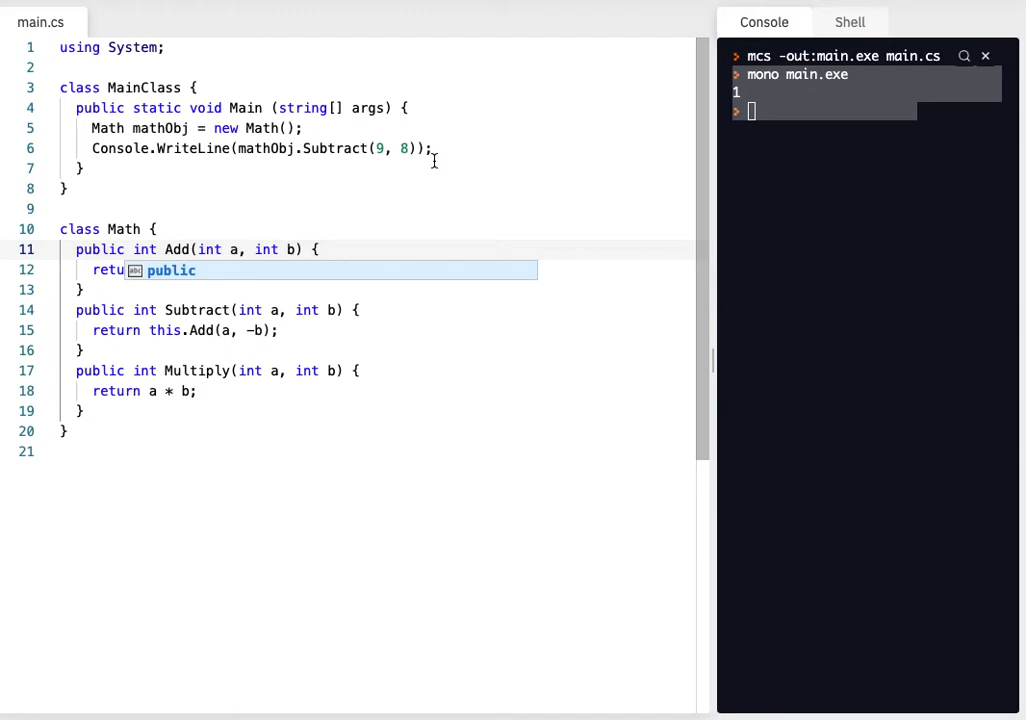 main.cs
1 using System;
2
3 class MainClass {
4 public static void Main (string[] args) {
5 Math mathObj = new Math();
6 Console.WriteLine(mathObj.Subtract(9, 8));
7 }
8 }
9
10 class Math {
11 public int Add(int a, int b) {
12 retu abc public
13 }
14 public int Subtract(int a, int b) {
15 return this.Add(a, -b);
16 }
17 public int Multiply(int a, int b) {
18 return a * b;
19 }
20 }
21
Console Shell
mcs -out:main.exe main.cs
mono main.exe
1